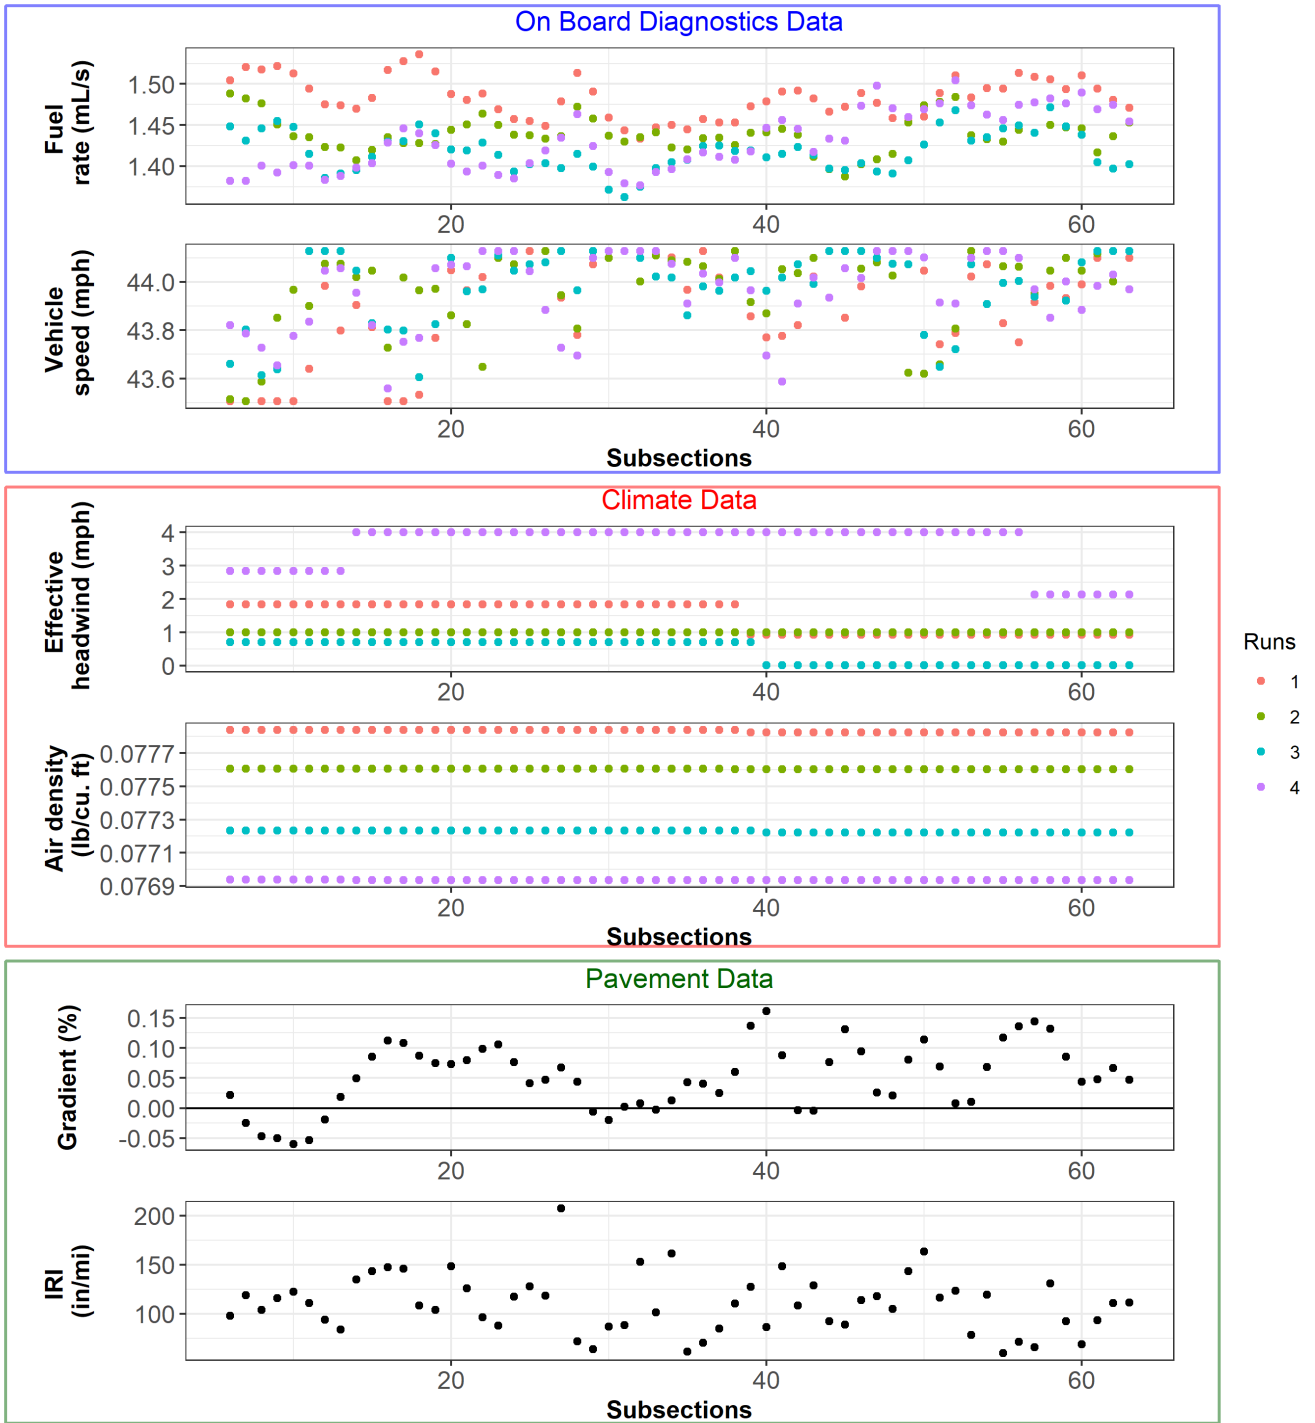 On Board Diagnostics Data
Fuel
rate (mL/s)
1.50
1.45
1.40
20
40
60
Vehicle
speed (mph)
44.0
43.8
43.6
20
40
60
Subsections
Climate Data
Effective
headwind (mph)
4
3
2
1
0
20
40
60
Air density
(lb/cu. ft)
0.0777
0.0775
0.0773
0.0771
0.0769
20
40
60
Subsections
Runs
1
2
3
4
Pavement Data
Gradient (%)
0.15
0.10
0.05
0.00
-0.05
20
40
60
IRI
(in/mi)
200
150
100
20
40
60
Subsections